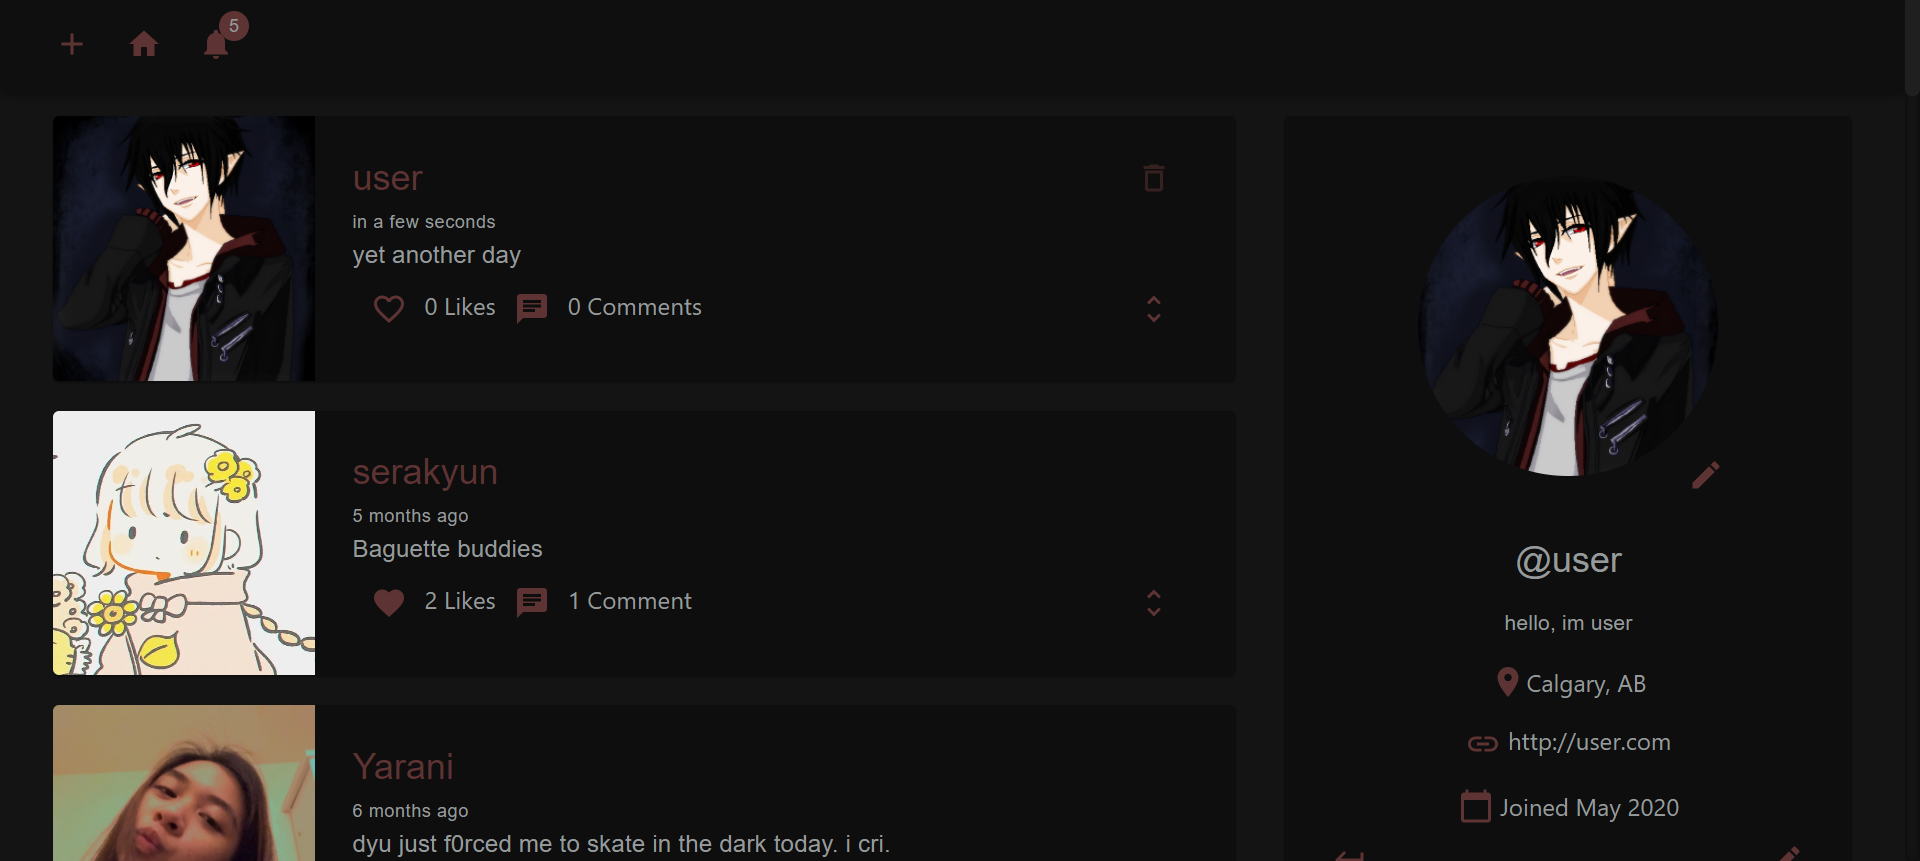 5
user
in a few seconds
yet another day
0 Likes 0 Comments
serakyun
5 months ago
Baguette buddies
2 Likes 1 Comment
Yarani
6 months ago
dyu just f0rced me to skate in the dark today. i cri.
@user
hello, im user
Calgary, AB
http://user.com
Joined May 2020